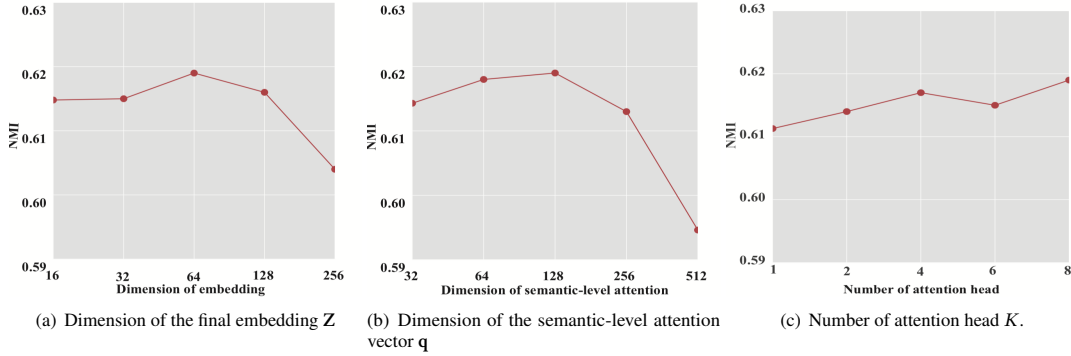 0.63
0.62
0.61
0.60
0.59
NMI
16 32 64 128 256
Dimension of embedding
(a) Dimension of the final embedding Z
0.63
0.62
0.61
0.60
0.59
NMI
32 64 128 256 512
Dimension of semantic-level attention
(b) Dimension of the semantic-level attention
vector q
0.63
0.62
0.61
0.60
0.59
NMI
1 2 4 6 8
Number of attention head
(c) Number of attention head K.